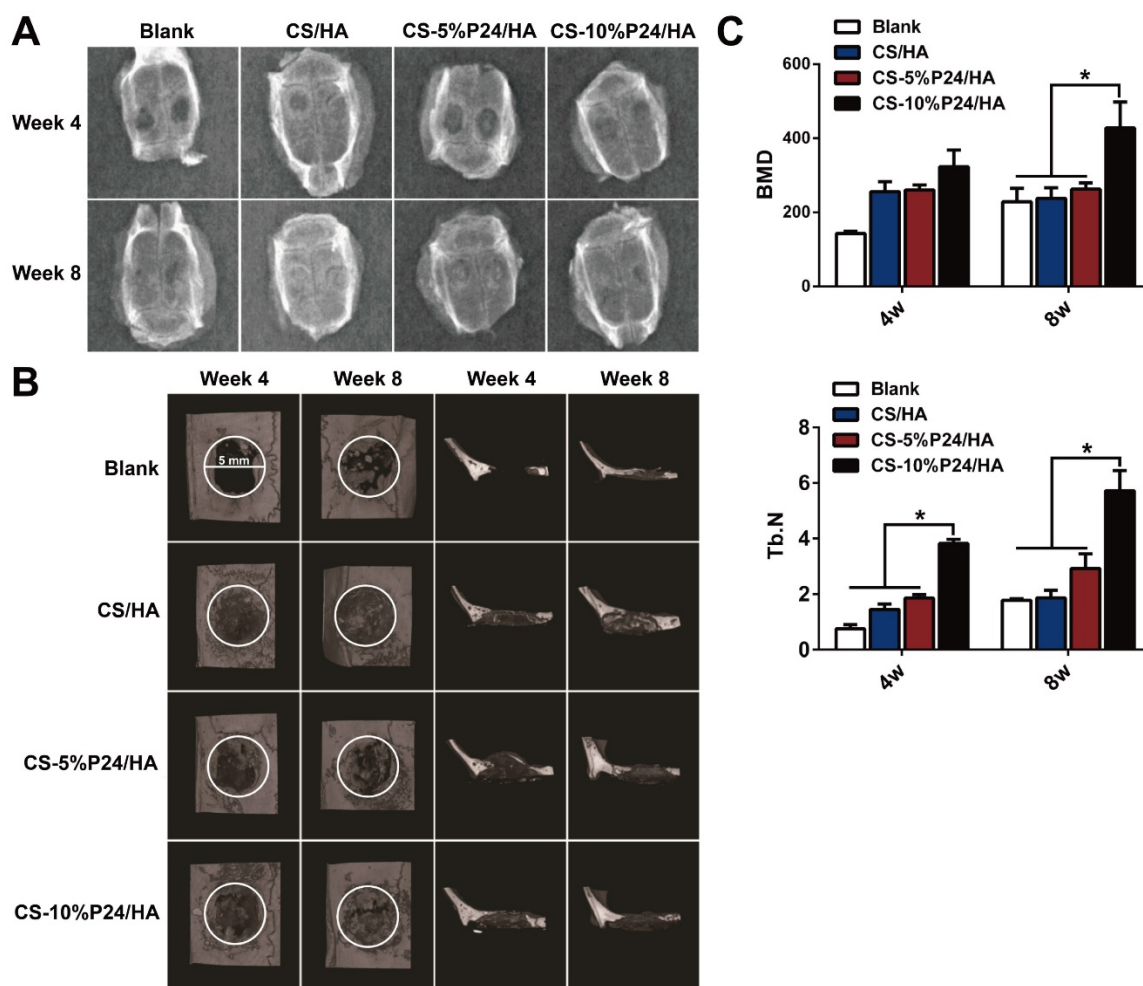 A
Blank CS/HA CS-5%P24/HA CS-10%P24/HA
Week 4
Week 8
B
Week 4 Week 8 Week 4 Week 8
Blank
5 mm
CS/HA
CS-5%P24/HA
CS-10%P24/HA
C
Blank
CS/HA
CS-5%P24/HA
CS-10%P24/HA
600
400
200
0
BMD
*
4w 8w
Blank
CS/HA
CS-5%P24/HA
CS-10%P24/HA
8
6
4
2
0
Tb.N
* *
4w 8w